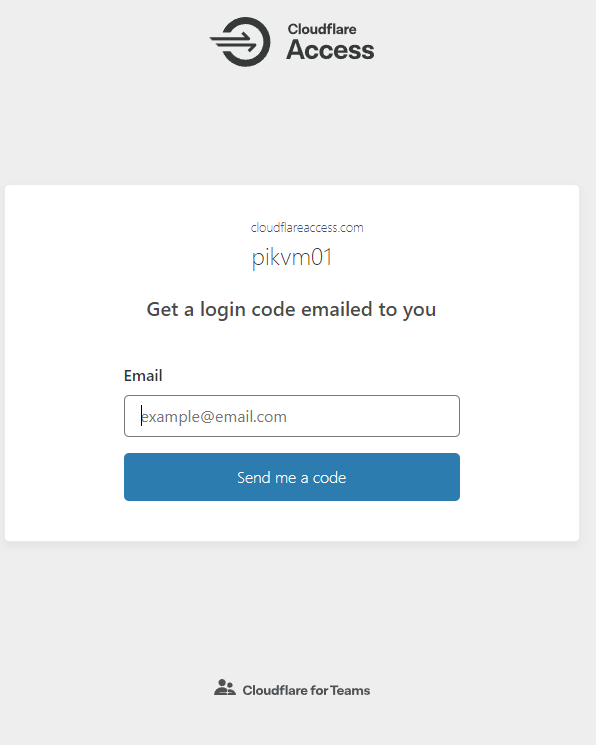 Cloudflare
Access
cloudflareaccess.com
pikvm01
Get a login code emailed to you
Email
example@email.com
Send me a code
Cloudflare for Teams